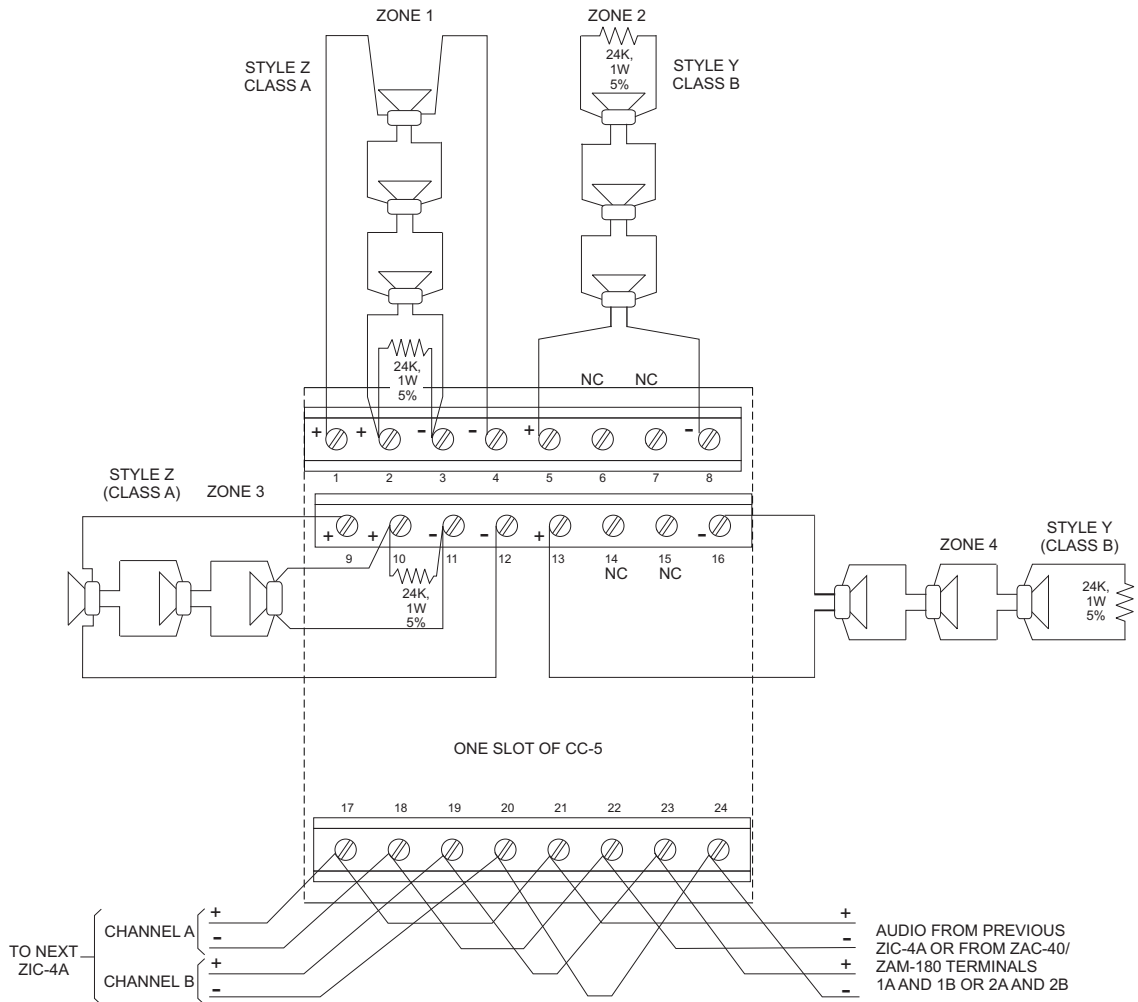 ZONE 1
ZONE 2
STYLE Z
CLASS A
24K,
1W
5%
STYLE Y
CLASS B
24K,
1W
5%
NC NC
+ + - - + -
1 2 3 4 5 6 7 8
STYLE Z
(CLASS A)
ZONE 3
+ + - - + -
9 10 11 12 13 14 15 16
NC NC
24K,
1W
5%
ZONE 4
STYLE Y
(CLASS B)
24K,
1W
5%
ONE SLOT OF CC-5
17 18 19 20 21 22 23 24
TO NEXT
ZIC-4A
CHANNEL A
+
-
CHANNEL B
+
-
+
-
+
-
AUDIO FROM PREVIOUS
ZIC-4A OR FROM ZAC-40/
ZAM-180 TERMINALS
1A AND 1B OR 2A AND 2B